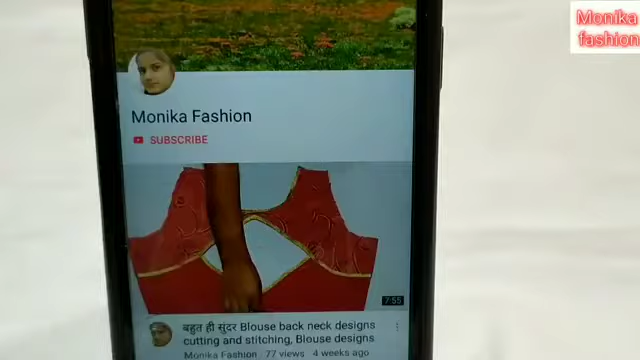 Monika
fashion
Monika Fashion
SUBSCRIBE
7:55
बहुत ही सुंदर Blouse back neck designs
cutting and stitching, Blouse designs
Monika Fashion · 77 views · 4 weeks ago